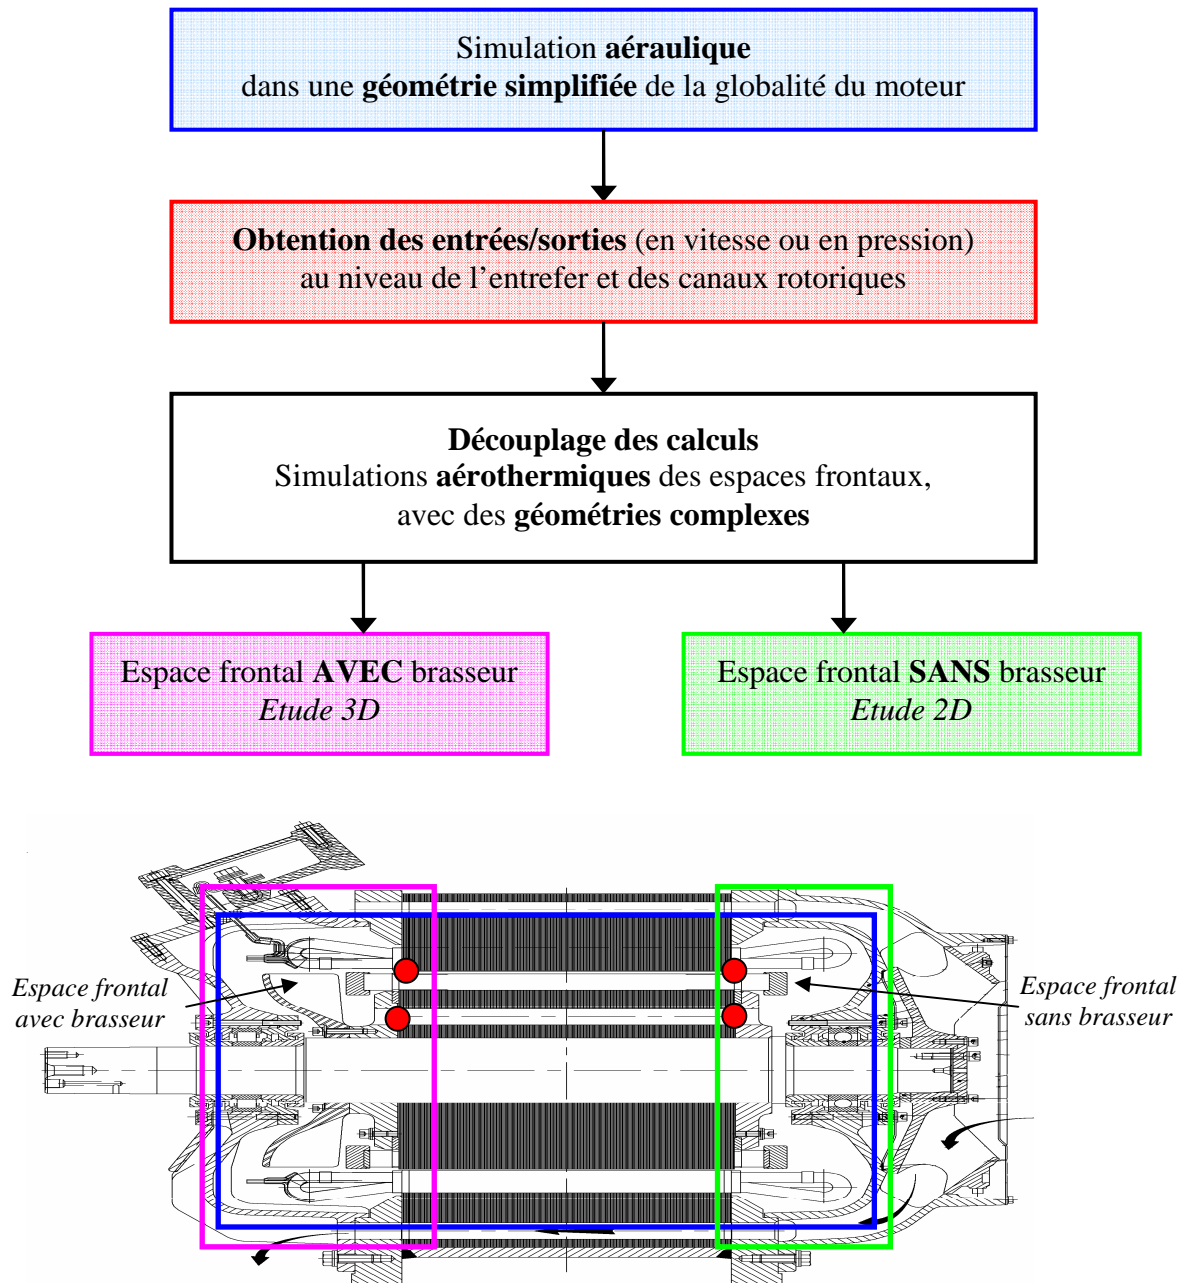 Simulation aéraulique
dans une géométrie simplifiée de la globalité du moteur
Obtention des entrées/sorties (en vitesse ou en pression)
au niveau de l’entrefer et des canaux rotoriques
Découplage des calculs
Simulations aérothermiques des espaces frontaux,
avec des géométries complexes
Espace frontal AVEC brasseur
Etude 3D
Espace frontal SANS brasseur
Etude 2D
Espace frontal
avec brasseur
Espace frontal
sans brasseur